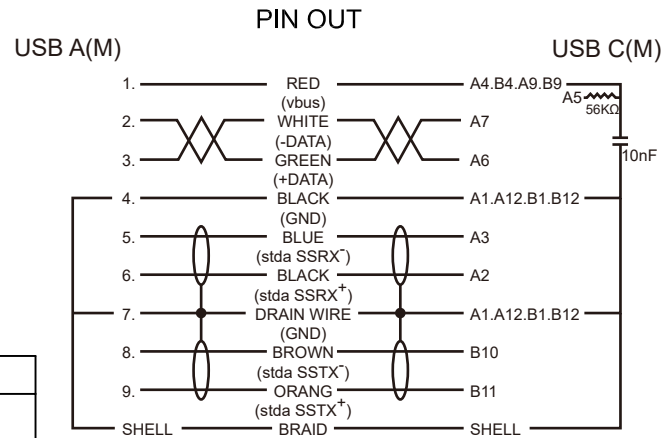 PIN OUT
USB A(M) USB C(M)
1. RED A4.B4.A9.B9
(vbus) A5 56KΩ
2. WHITE A7
(-DATA)
3. GREEN A6 10nF
(+DATA)
4. BLACK A1.A12.B1.B12
(GND)
5. BLUE A3
(stda SSRX-)
6. BLACK A2
(stda SSRX+)
7. DRAIN WIRE A1.A12.B1.B12
(GND)
8. BROWN B10
(stda SSTX-)
9. ORANG B11
(stda SSTX+)
SHELL BRAID SHELL